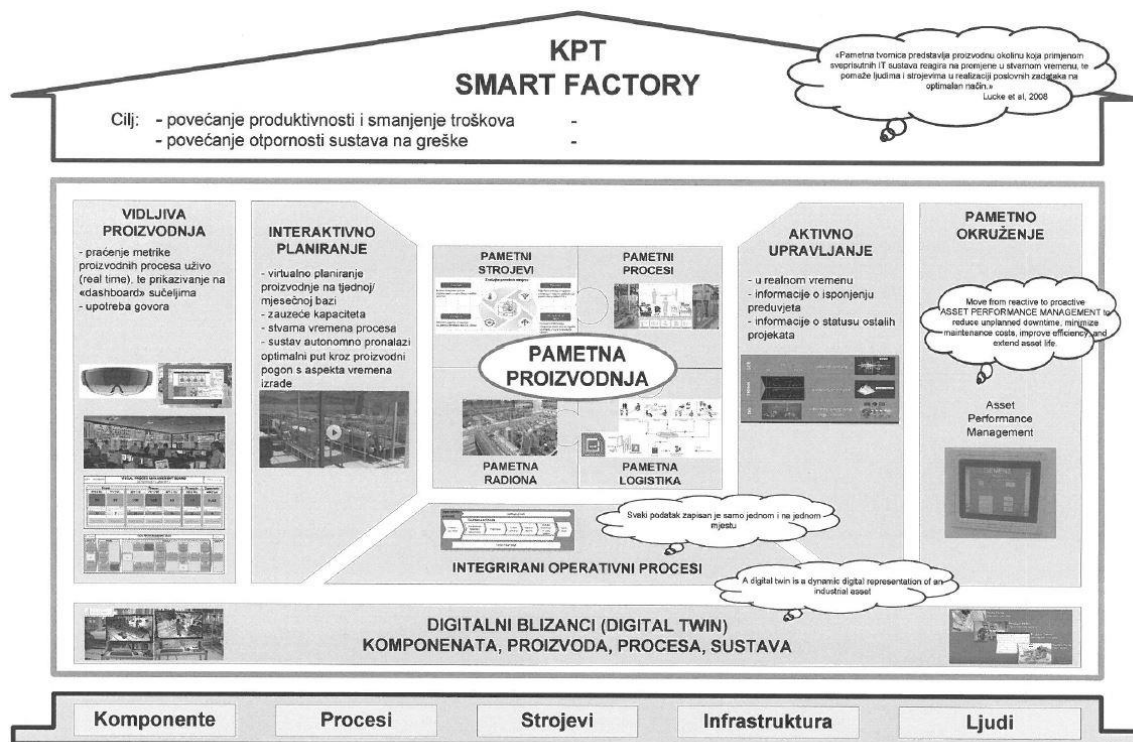 KPT
SMART FACTORY
«Pametna tvornica predstavlja proizvodnu okolinu koja primjenom
sveprisutnih IT sustava reagira na promjene u stvarnom vremenu, te
pomaže ljudima i strojevima u realizaciji poslovnih zadataka na
optimalan način.»
Lucke et al, 2008
Cilj: - povećanje produktivnosti i smanjenje troškova -
- povećanje otpornosti sustava na greške -
VIDLJIVA
PROIZVODNJA
- praćenje metrike
proizvodnih procesa uživo
(real time), te prikazivanje na
«dashboard» sučeljima
- upotreba govora
INTERAKTIVNO
PLANIRANJE
- virtualno planiranje
proizvodnje na tjednoj/
mjesečnoj bazi
- zauzeće kapaciteta
- stvarna vremena procesa
- sustav autonomno pronalazi
optimalni put kroz proizvodni
pogon s aspekta vremena
izrade
PAMETNI
STROJEVI
PAMETNI
PROCESI
PAMETNA
PROIZVODNJA
PAMETNA
RADIONA
PAMETNA
LOGISTIKA
AKTIVNO
UPRAVLJANJE
- u realnom vremenu
- informacije o isponjenju
preduvjeta
- informacije o statusu ostalih
projekata
PAMETNO
OKRUŽENJE
Move from reactive to proactive
ASSET PERFORMANCE MANAGEMENT to
reduce unplanned downtime, minimize
maintenance costs, improve efficiency, and
extend asset life.
Asset
Performance
Management
SIEMENS
Svaki podatak zapisan je samo jednom i na jednom
mjestu
INTEGRIRANI OPERATIVNI PROCESI
A digital twin is a dynamic digital representation of an
industrial asset
DIGITALNI BLIZANCI (DIGITAL TWIN)
KOMPONENATA, PROIZVODA, PROCESA, SUSTAVA
Komponente
Procesi
Strojevi
Infrastruktura
Ljudi